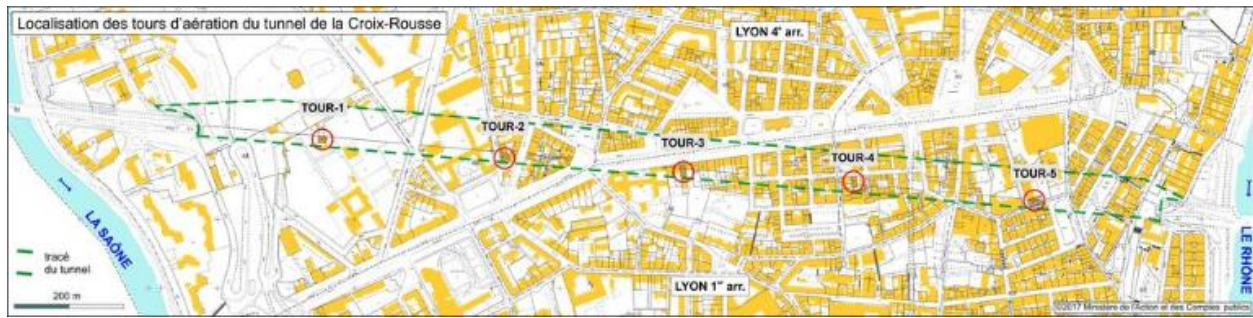 Localisation des tours d'aération du tunnel de la Croix-Rousse
LYON 4e arr.
TOUR-1
TOUR-2
TOUR-3
TOUR-4
TOUR-5
LA SAÔNE
LE RHÔNE
tracé
du tunnel
200 m
LYON 1er arr.
©2017 Ministère de l'Action et des Comptes publics